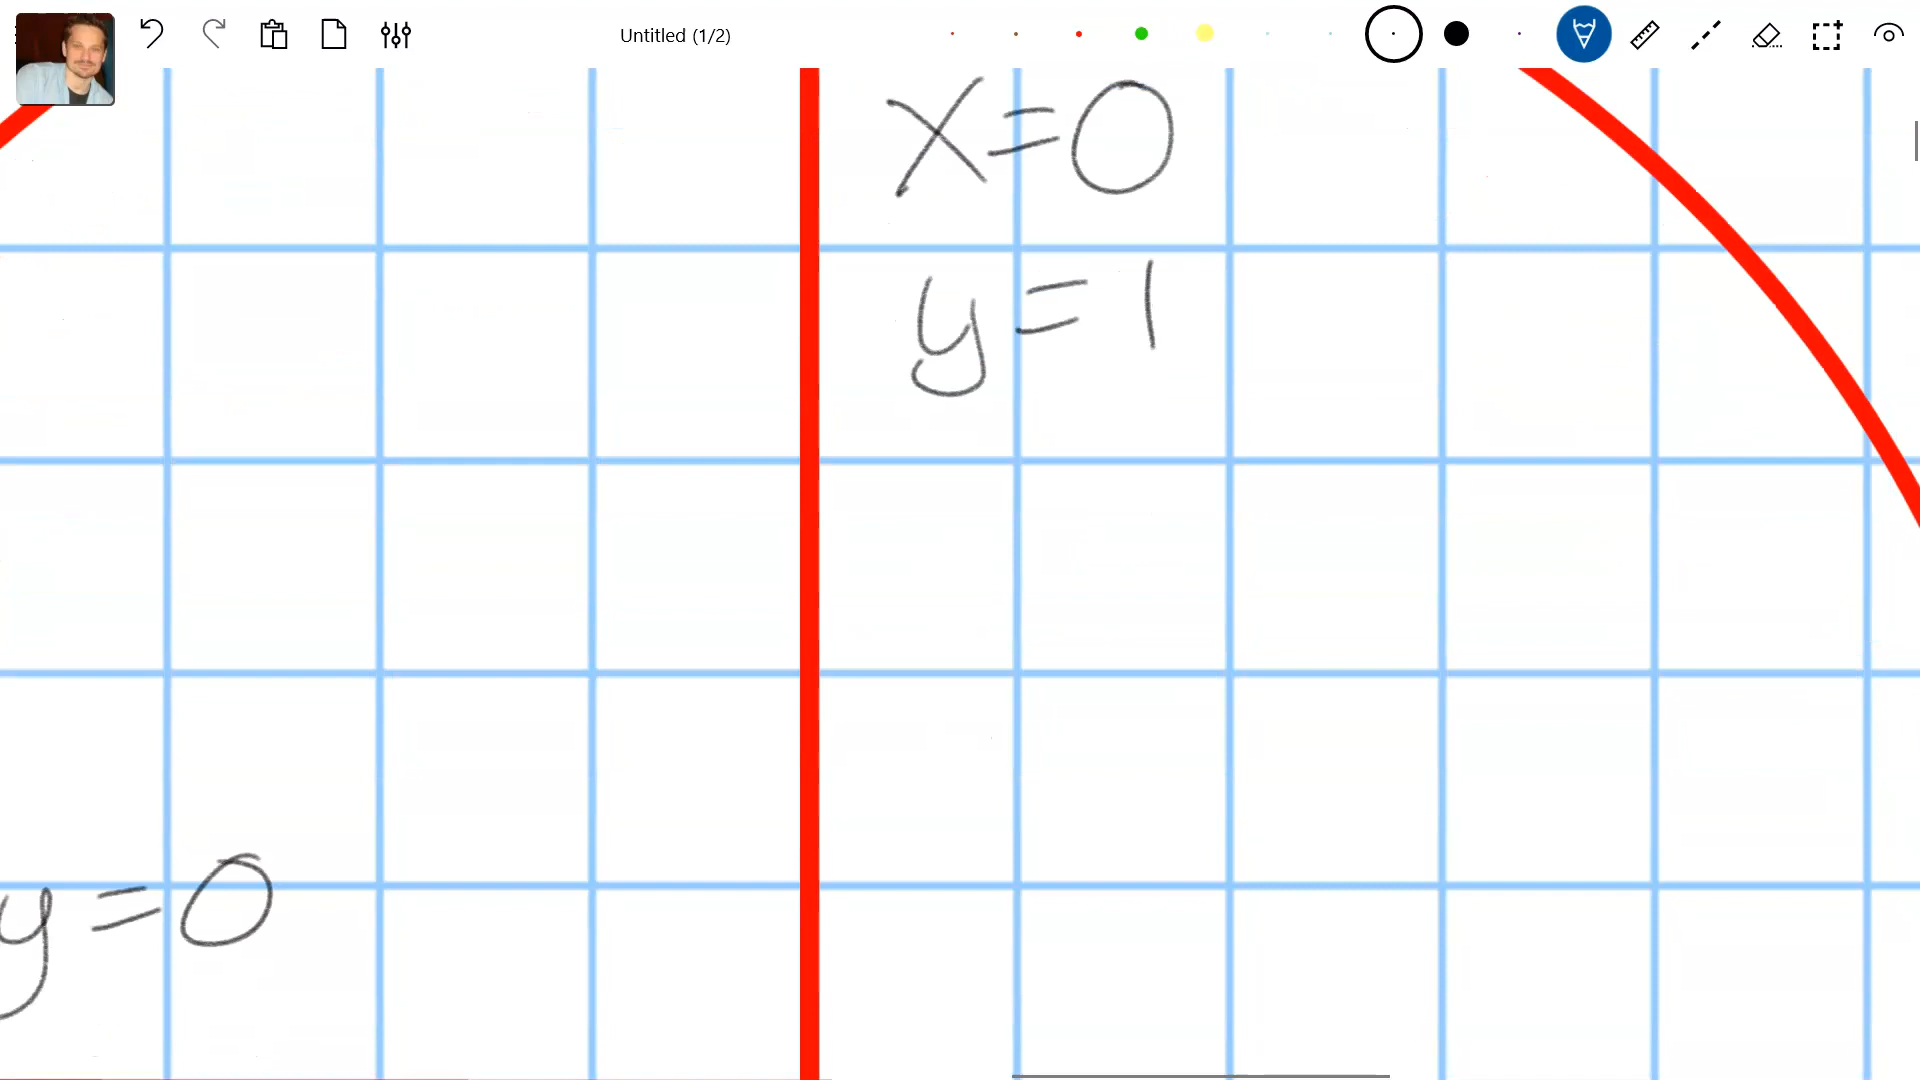 Untitled (1/2)
x=0
y=1
y=0